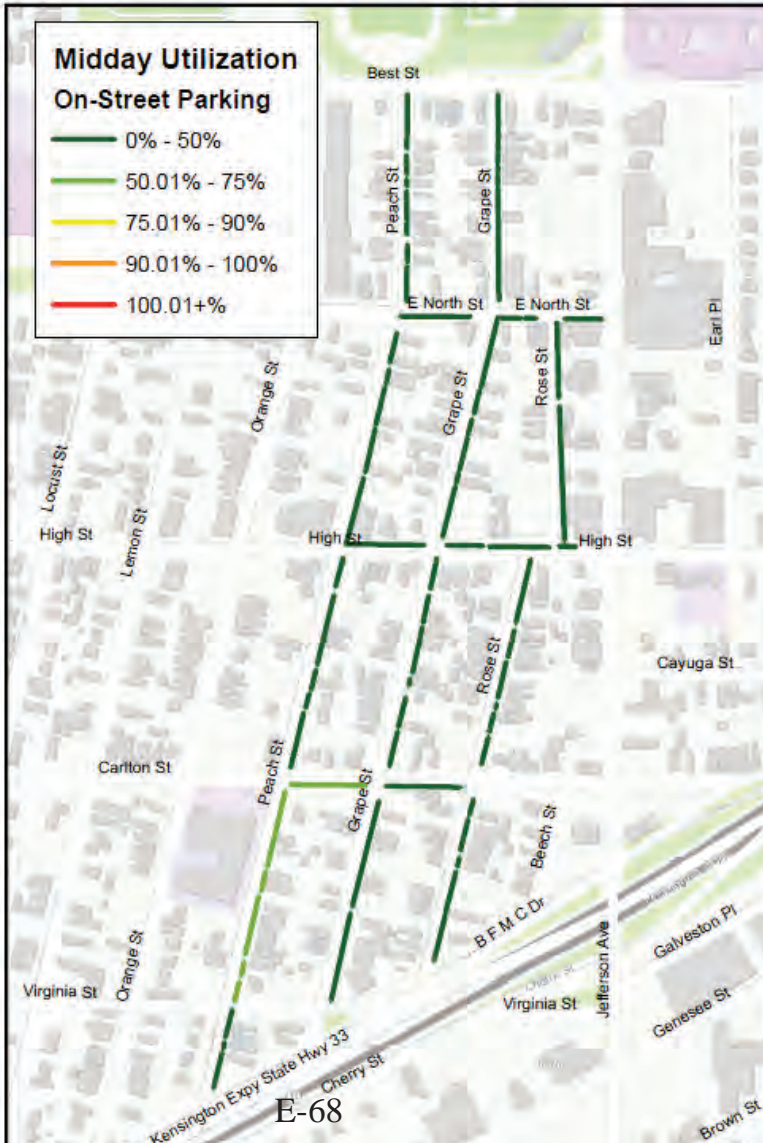 Midday Utilization
On-Street Parking
0% - 50%
50.01% - 75%
75.01% - 90%
90.01% - 100%
100.01+%
Best St
Peach St
Grape St
E North St
E North St
Earl Pl
Orange St
Grape St
Rose St
Locust St
High St
Lemon St
High St
High St
Rose St
Cayuga St
Carlton St
Peach St
Grape St
Beech St
B F M C Dr
Jefferson Ave
Galveston Pl
Orange St
Virginia St
Virginia St
Genesee St
Kensington Expy State Hwy 33
Cherry St
E-68
Brown St